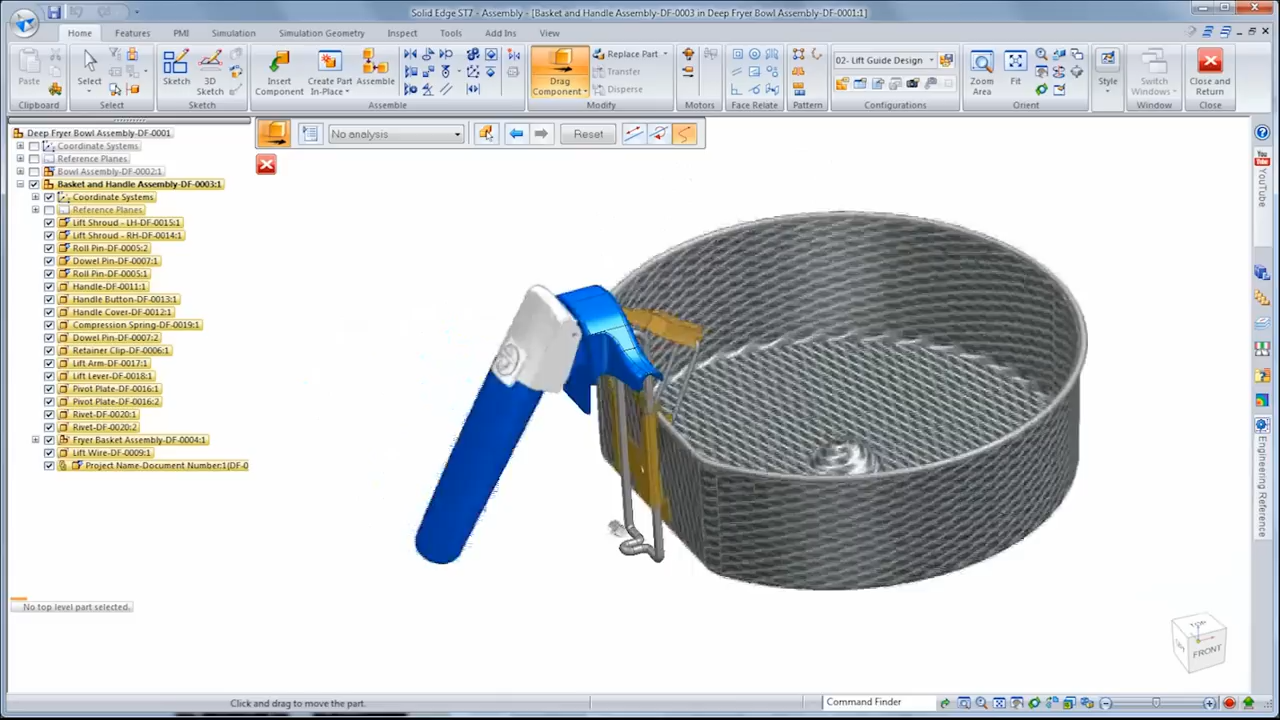 Solid Edge ST7 - Assembly - [Basket and Handle Assembly-DF-0003 in Deep Fryer Bowl Assembly-DF-0001:1]
Home Features PMI Simulation Simulation Geometry Inspect Tools Add Ins View
Paste Select Sketch 3D Sketch Insert Component Create Part In-Place Assemble Drag Component Replace Part Transfer Disperse 02- Lift Guide Design Zoom Area Fit Style Switch Windows Close and Return
Clipboard Select Sketch Assemble Modify Motors Face Relate Pattern Configurations Orient Window Close
No analysis Reset
Deep Fryer Bowl Assembly-DF-0001
Coordinate Systems
Reference Planes
Bowl Assembly-DF-0002:1
Basket and Handle Assembly-DF-0003:1
Coordinate Systems
Reference Planes
Lift Shroud - LH-DF-0015:1
Lift Shroud - RH-DF-0014:1
Roll Pin-DF-0005:2
Dowel Pin-DF-0007:1
Roll Pin-DF-0005:1
Handle-DF-0011:1
Handle Button-DF-0013:1
Handle Cover-DF-0012:1
Compression Spring-DF-0019:1
Dowel Pin-DF-0007:2
Retainer Clip-DF-0006:1
Lift Arm-DF-0017:1
Lift Lever-DF-0018:1
Pivot Plate-DF-0016:1
Pivot Plate-DF-0016:2
Rivet-DF-0020:1
Rivet-DF-0020:2
Fryer Basket Assembly-DF-0004:1
Lift Wire-DF-0009:1
Project Name-Document Number:1(DF-0
No top level part selected.
YouTube
Engineering Reference
TOP
FRONT
Click and drag to move the part.
Command Finder